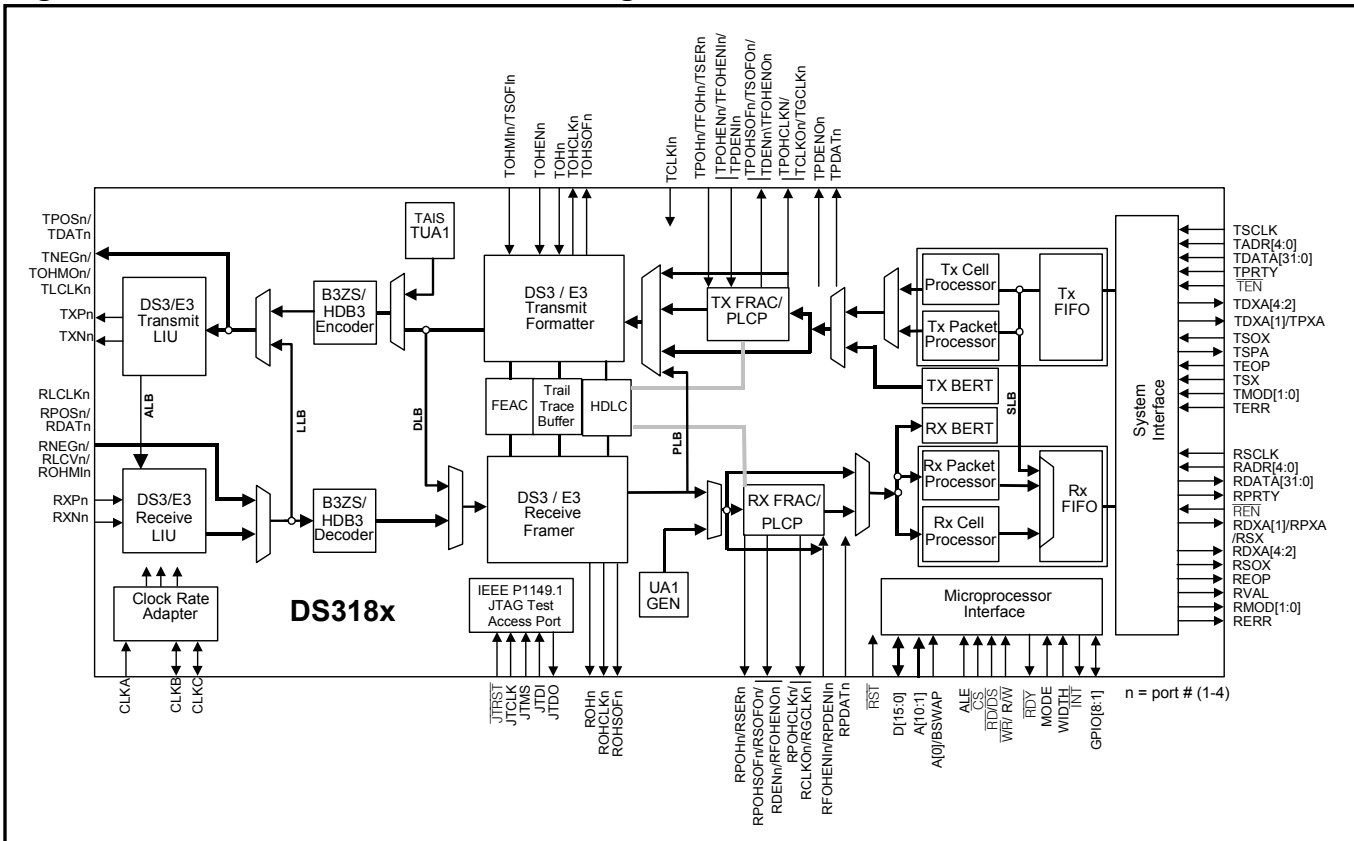 TOHMIn/TSOFIn
TOHENn
TOHn
TOHCLKn
TOHSOFn
TCLKIn
TPOHn/TFOHn/TSERn
TPOHENn/TFOHENIn/
TPDENIn
TPOHSOFn/TSOFOn/
TDENn\TFOHENOn
TPOHCLKN/
TCLKOn/TGCLKn
TPDENOn
TPDATn
TPOSn/
TDATn
TNEGn/
TOHMOn/
TLCLKn
TXPn
TXNn
RLCLKn
RPOSn/
RDATn
RNEGn/
RLCVn/
ROHMIn
RXPn
RXNn
DS3/E3
Transmit
LIU
TAIS
TUA1
B3ZS/
HDB3
Encoder
DS3 / E3
Transmit
Formatter
TX FRAC/
PLCP
Tx Cell
Processor
Tx Packet
Processor
Tx
FIFO
TX BERT
ALB
LLB
DLB
FEAC
Trail
Trace
Buffer
HDLC
PLB
SLB
RX BERT
DS3/E3
Receive
LIU
B3ZS/
HDB3
Decoder
DS3 / E3
Receive
Framer
RX FRAC/
PLCP
Rx Packet
Processor
Rx Cell
Processor
Rx
FIFO
System
Interface
Clock Rate
Adapter
DS318x
IEEE P1149.1
JTAG Test
Access Port
UA1
GEN
Microprocessor
Interface
TSCLK
TADR[4:0]
TDATA[31:0]
TPRTY
TEN
TDXA[4:2]
TDXA[1]/TPXA
TSOX
TSPA
TEOP
TSX
TMOD[1:0]
TERR
RSCLK
RADR[4:0]
RDATA[31:0]
RPRTY
REN
RDXA[1]/RPXA
/RSX
RDXA[4:2]
RSOX
REOP
RVAL
RMOD[1:0]
RERR
CLKA
CLKB
CLKC
JTRST
JTCLK
JTMS
JTDI
JTDO
ROHn
ROHCLKn
ROHSOFn
RPOHn/RSERn
RPOHSOFn/RSOFOn/
RDENn/RFOHENOn
RPOHCLKn/
RCLKOn/RGCLKn
RFOHENIn/RPDENIn
RPDATn
RST
D[15:0]
A[10:1]
A[0]/BSWAP
ALE
CS
RD/DS
WR/ R/W
RDY
MODE
WIDTH
INT
GPIO[8:1]
n = port # (1-4)